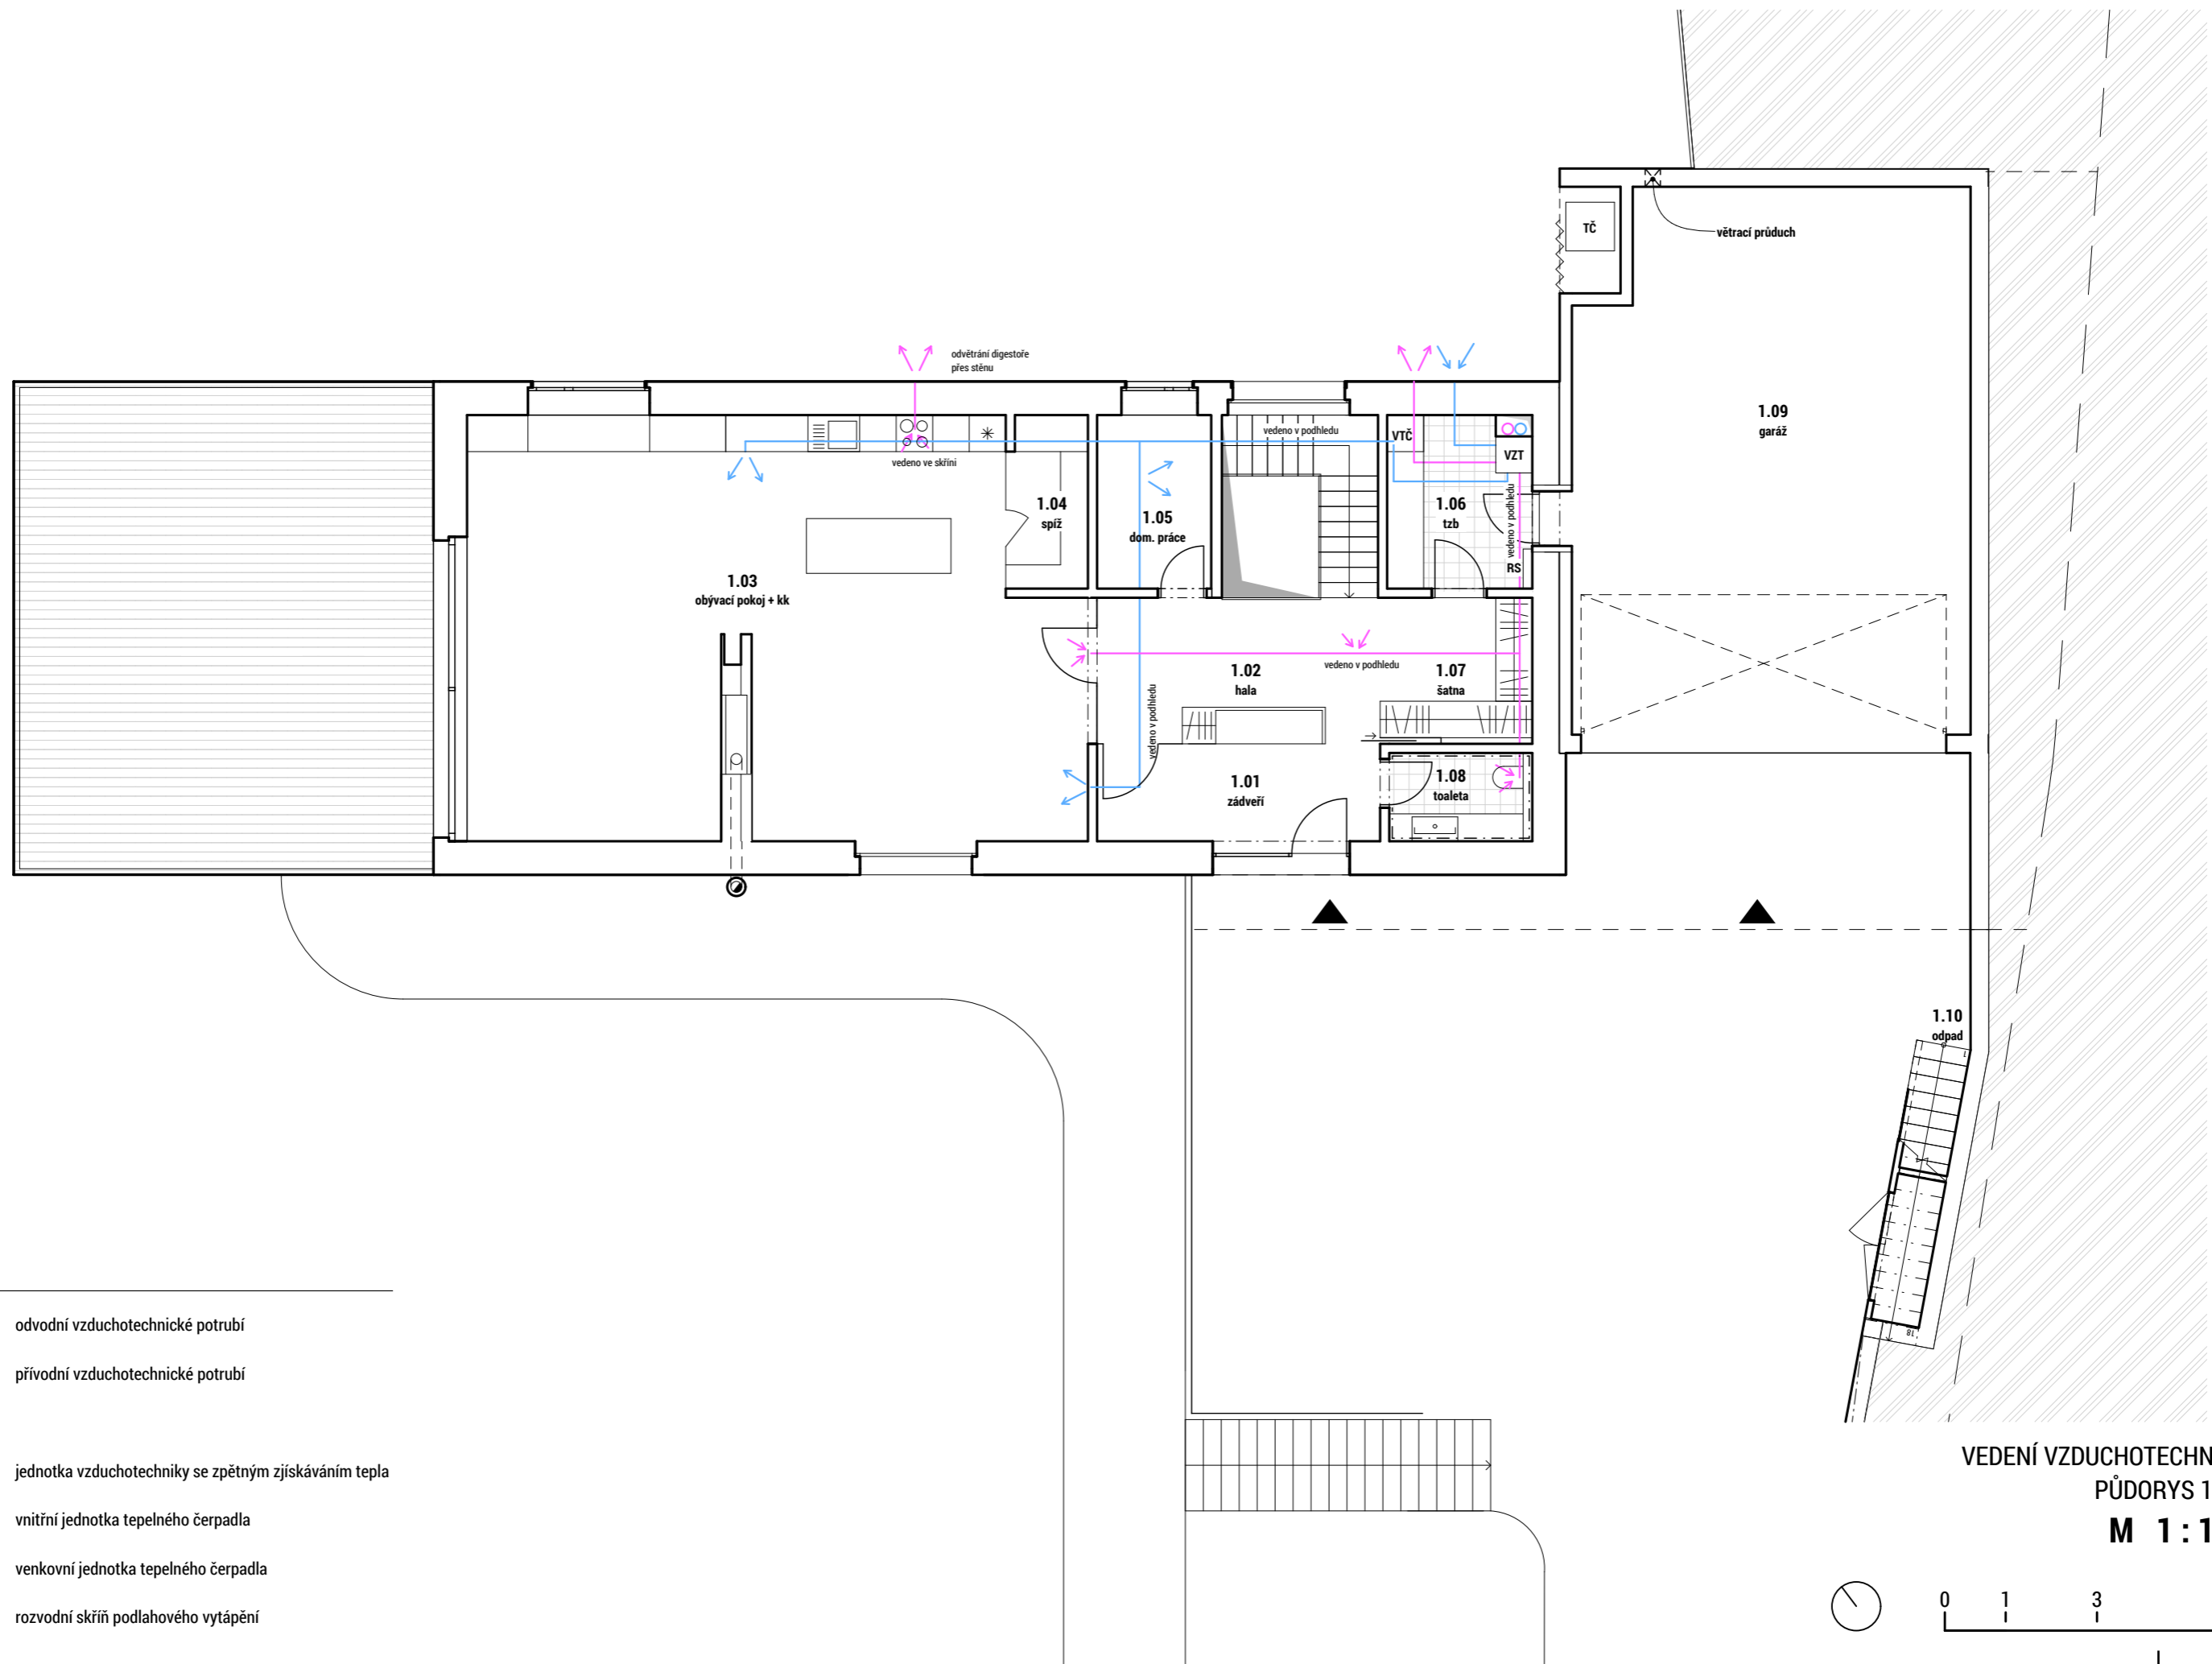 TČ
větrací průduch
odvětrání digestoře
přes stěnu
1.09
garáž
vedeno v podhledu
VTČ
VZT
vedeno ve skříni
vedeno v podhledu
1.04
spíž
1.05
dom. práce
1.06
tzb
RS
1.03
obývací pokoj + kk
vedeno v podhledu
1.02
hala
1.07
šatna
vedeno v podhledu
1.01
zádveří
1.08
toaleta
1.10
odpad
1
18
odvodní vzduchotechnické potrubí
přívodní vzduchotechnické potrubí
jednotka vzduchotechniky se zpětným zjískáváním tepla
vnitřní jednotka tepelného čerpadla
venkovní jednotka tepelného čerpadla
rozvodní skříň podlahového vytápění
VEDENÍ VZDUCHOTECHN
PŮDORYS 1
M 1:1
0 1 3